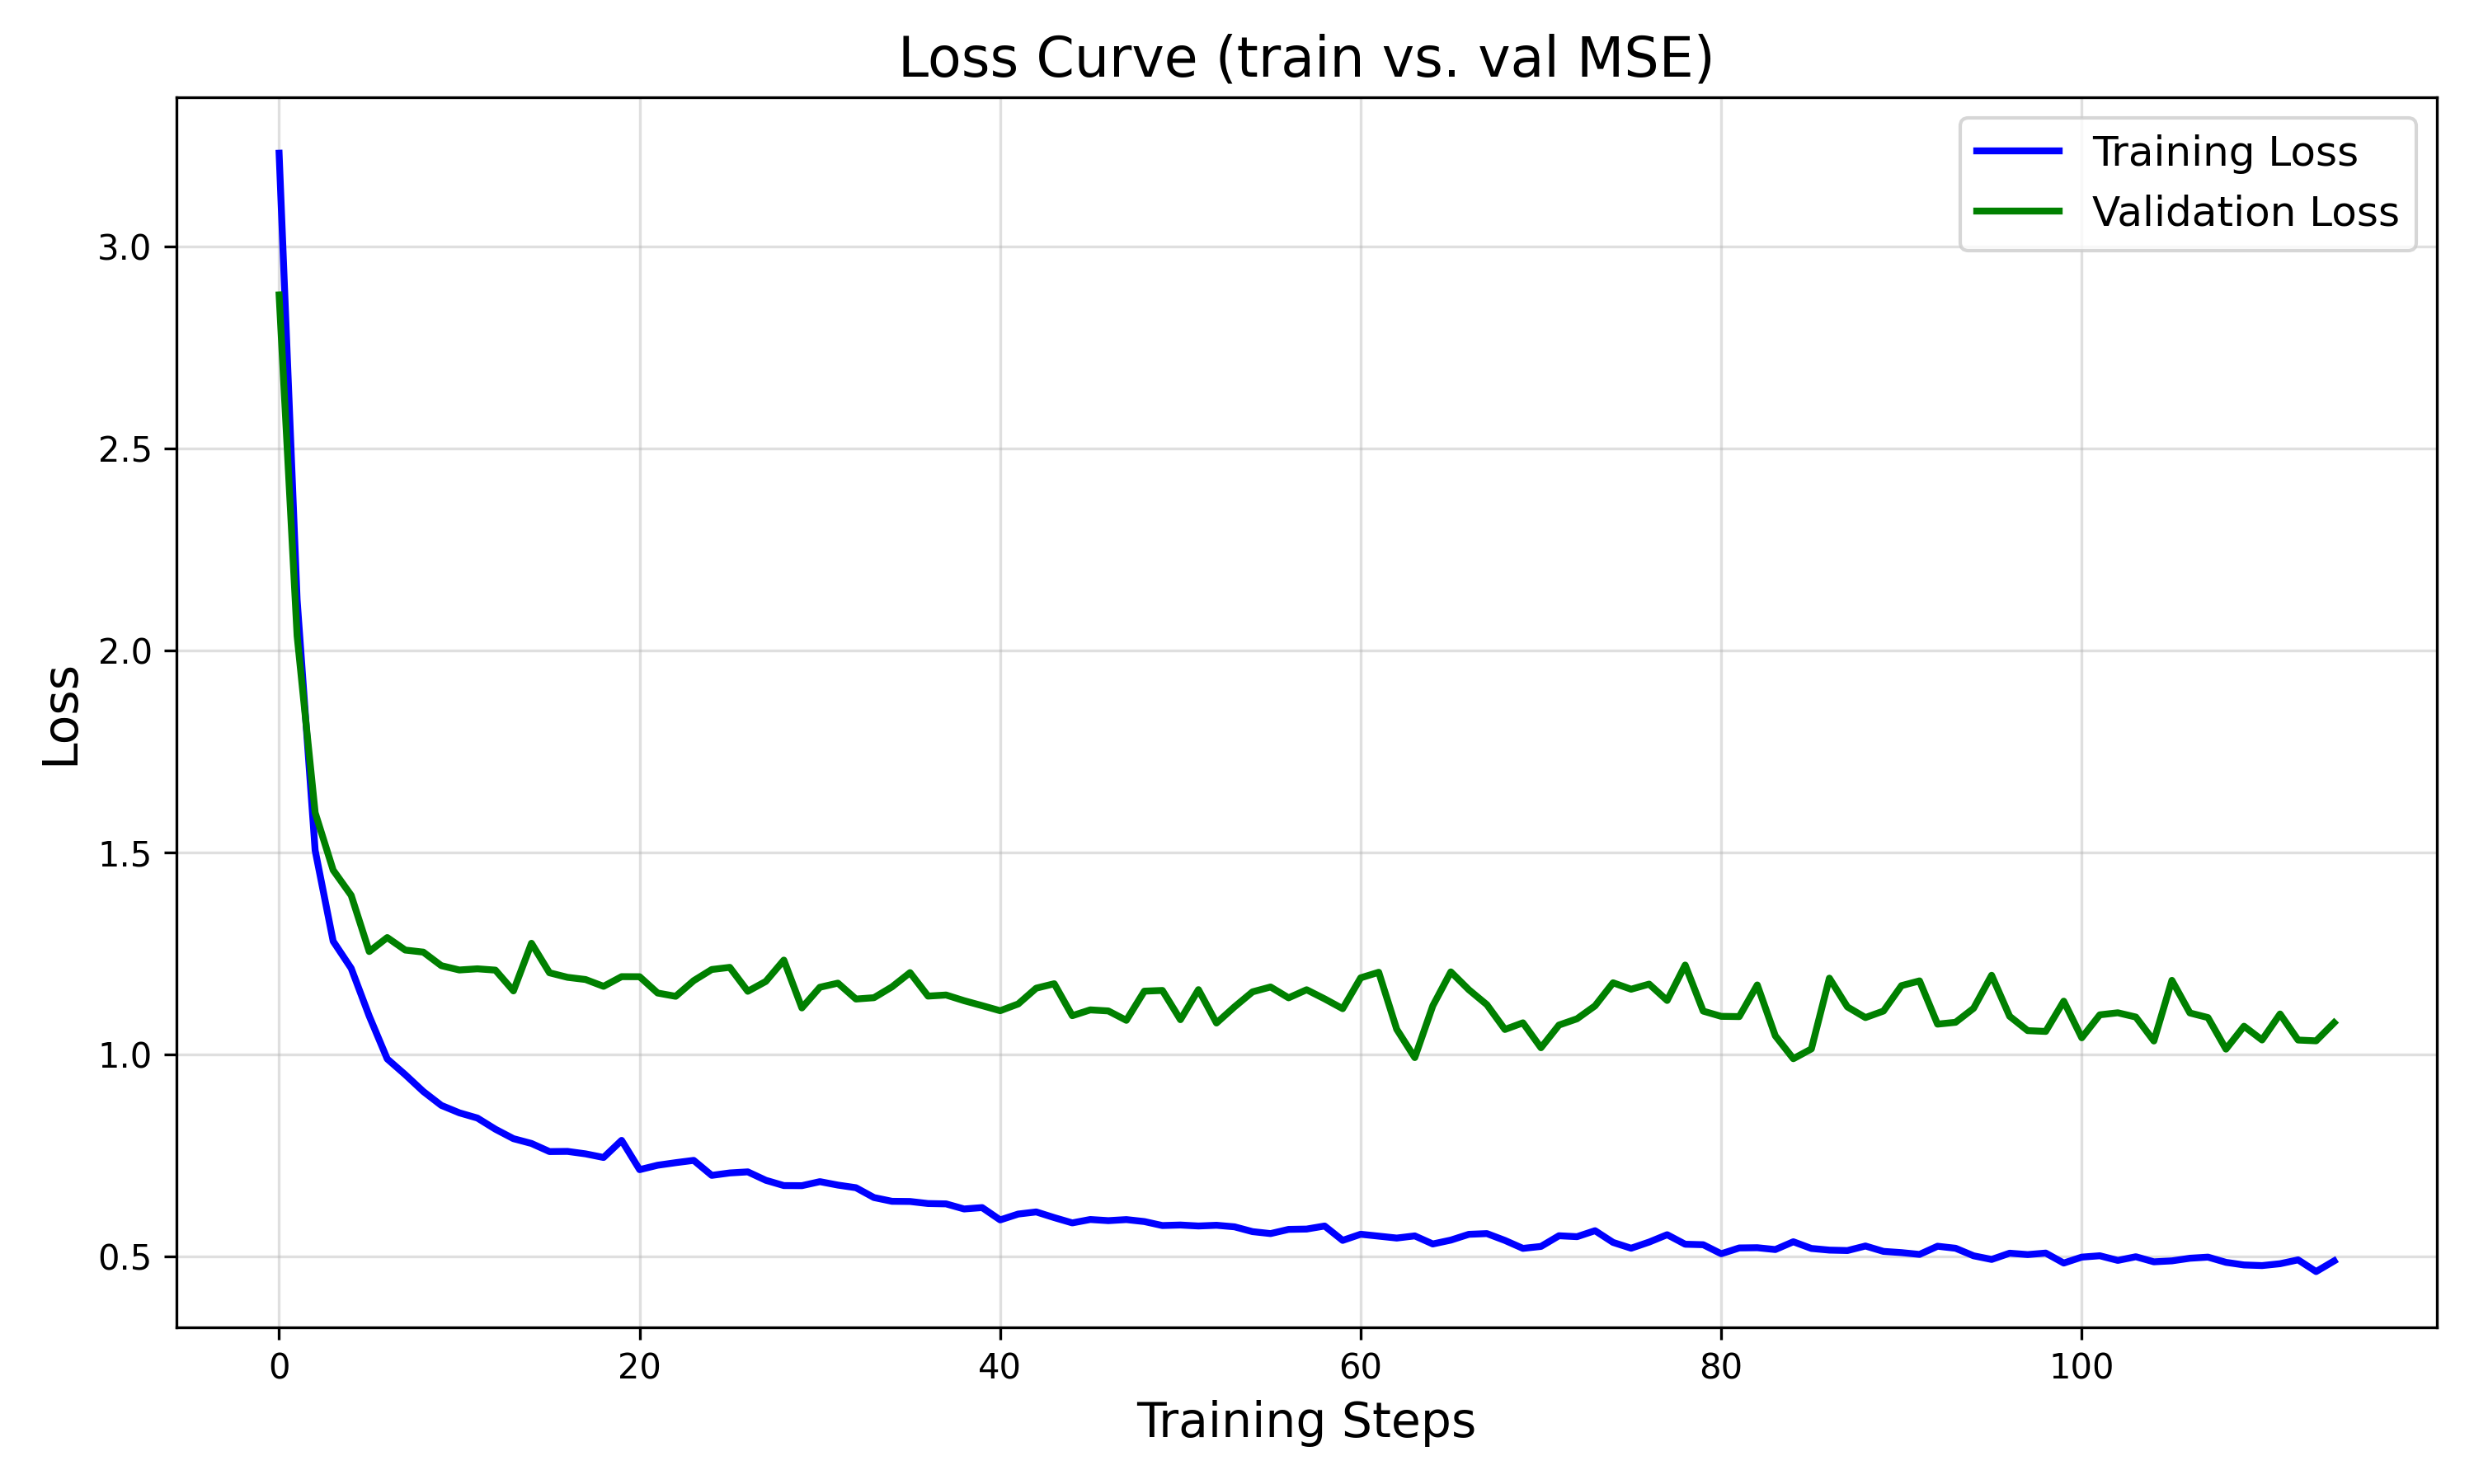 Loss Curve (train vs. val MSE)
Training Loss
Validation Loss
3.0
2.5
2.0
1.5
1.0
0.5
Loss
0 20 40 60 80 100
Training Steps